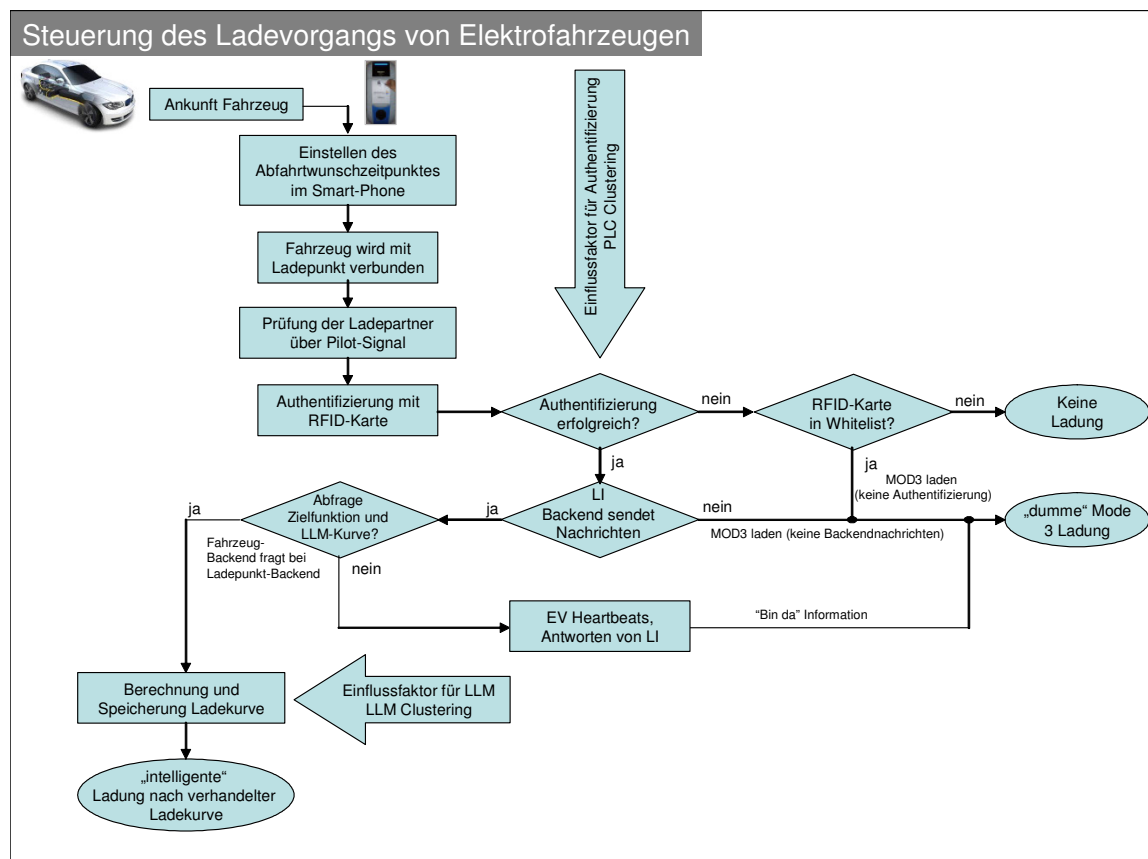 Steuerung des Ladevorgangs von Elektrofahrzeugen
Ankunft Fahrzeug
Einstellen des
Abfahrtwunschzeitpunktes
im Smart-Phone
Fahrzeug wird mit
Ladepunkt verbunden
Prüfung der Ladepartner
über Pilot-Signal
Authentifizierung mit
RFID-Karte
Einflussfaktor für Authentifizierung
PLC Clustering
Authentifizierung
erfolgreich?
nein
RFID-Karte
in Whitelist?
nein
Keine
Ladung
ja
ja
MOD3 laden
(keine Authentifizierung)
LI
Backend sendet
Nachrichten
nein
MOD3 laden (keine Backendnachrichten)
„dumme“ Mode
3 Ladung
ja
Abfrage
Zielfunktion und
LLM-Kurve?
ja
Fahrzeug-
Backend fragt bei
Ladepunkt-Backend
nein
EV Heartbeats,
Antworten von LI
“Bin da” Information
Berechnung und
Speicherung Ladekurve
Einflussfaktor für LLM
LLM Clustering
„intelligente“
Ladung nach verhandelter
Ladekurve